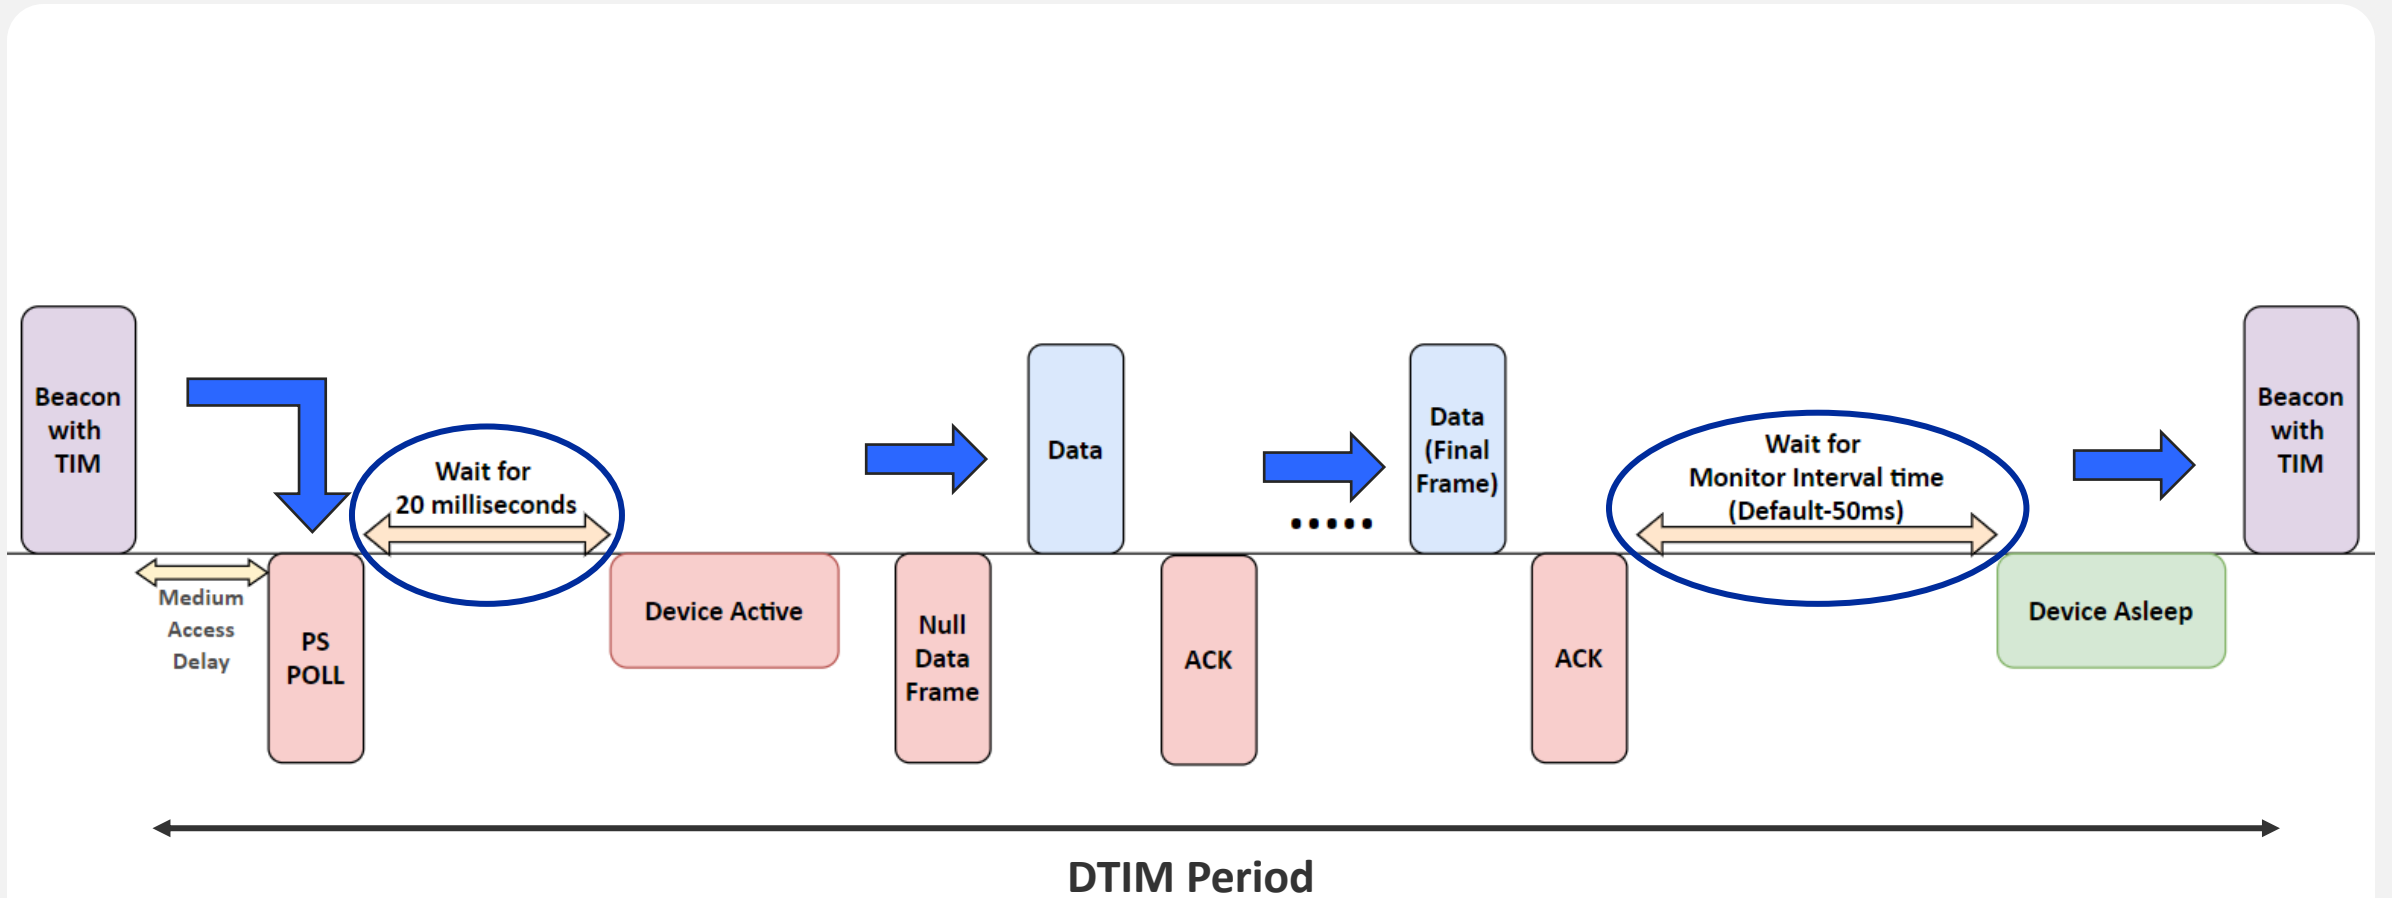 Beacon
with
TIM
Medium
Access
Delay
PS
POLL
Wait for
20 milliseconds
Device Active
Null
Data
Frame
Data
ACK
.....
Data
(Final
Frame)
ACK
Wait for
Monitor Interval time
(Default-50ms)
Device Asleep
Beacon
with
TIM
DTIM Period